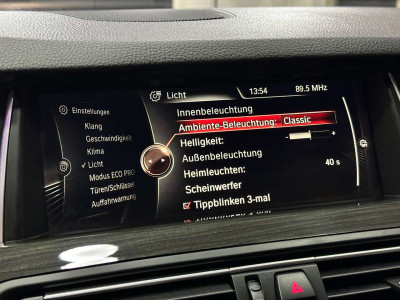 Licht
13:54
89.5 MHz
Einstellungen
Klang
Geschwindigkeit
Klima
✓ Licht
Modus ECO PRO
Türen/Schlüssel
Auffahrwarnung
Innenbeleuchtung
Ambiente-Beleuchtung: Classic
Helligkeit: - +
Außenbeleuchtung
Heimleuchten: 40 s
Scheinwerfer
Tippblinken 3-mal